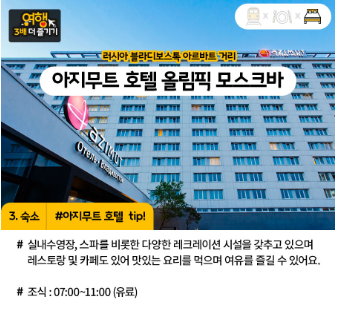 여행
3배 더 즐기기
러시아 블라디보스톡 아르바트 거리
아지무트 호텔 올림픽 모스크바
AZIMUT
3. 숙소
#아지무트 호텔 tip!
# 실내수영장, 스파를 비롯한 다양한 레크레이션 시설을 갖추고 있으며
레스토랑 및 카페도 있어 맛있는 요리를 먹으며 여유를 즐길 수 있어요.
# 조식 : 07:00~11:00 (유료)